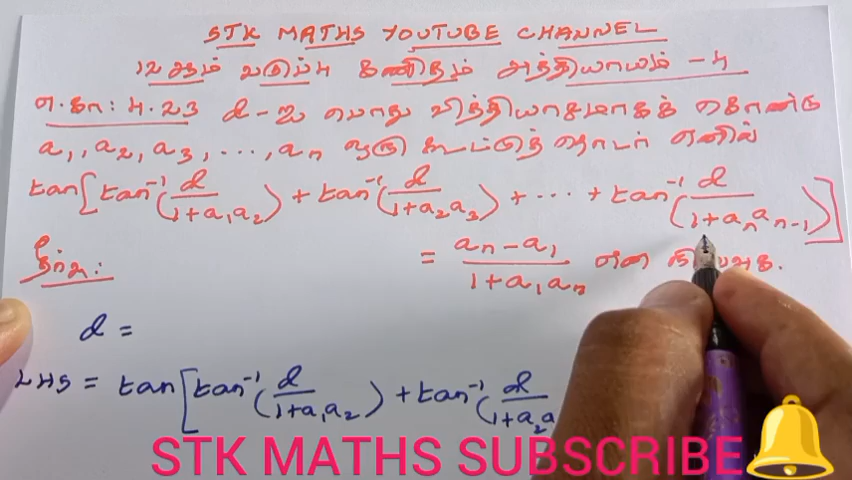 STK MATHS YOUTUBE CHANNEL
12 ஆம் வகுப்பு கணிதம் அத்தியாயம் - 4
எ.கா: 4.23 d - ஐ பொது வித்தியாசமாகக் கொண்டு
a₁, a₂, a₃, ..., aₙ ஒரு கூட்டுத் தொடர் எனில்
tan[tan⁻¹(d/(1+a₁a₂)) + tan⁻¹(d/(1+a₂a₃)) + ... + tan⁻¹(d/(1+aₙaₙ₋₁))]
= (aₙ - a₁)/(1+a₁aₙ) என
தீர்வு:
d =
LHS = tan[tan⁻¹(d/(1+a₁a₂)) + tan⁻¹(d/(1+a₂a
STK MATHS SUBSCRIBE